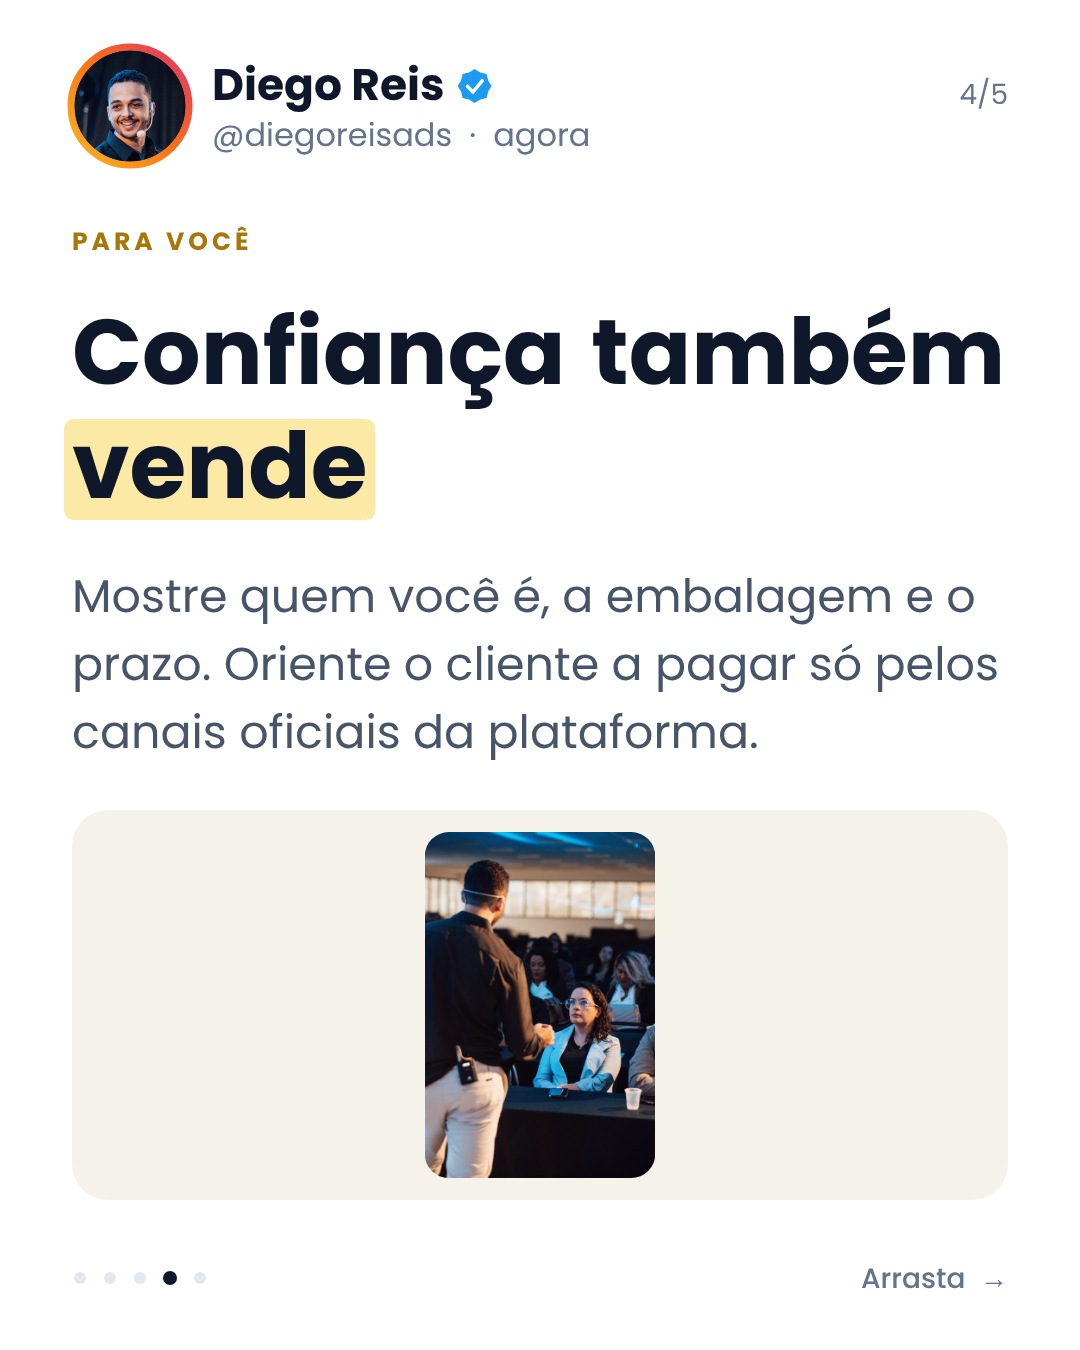 Diego Reis
@diegoreisads · agora
4/5
PARA VOCÊ
Confiança também
vende
Mostre quem você é, a embalagem e o
prazo. Oriente o cliente a pagar só pelos
canais oficiais da plataforma.
Arrasta →